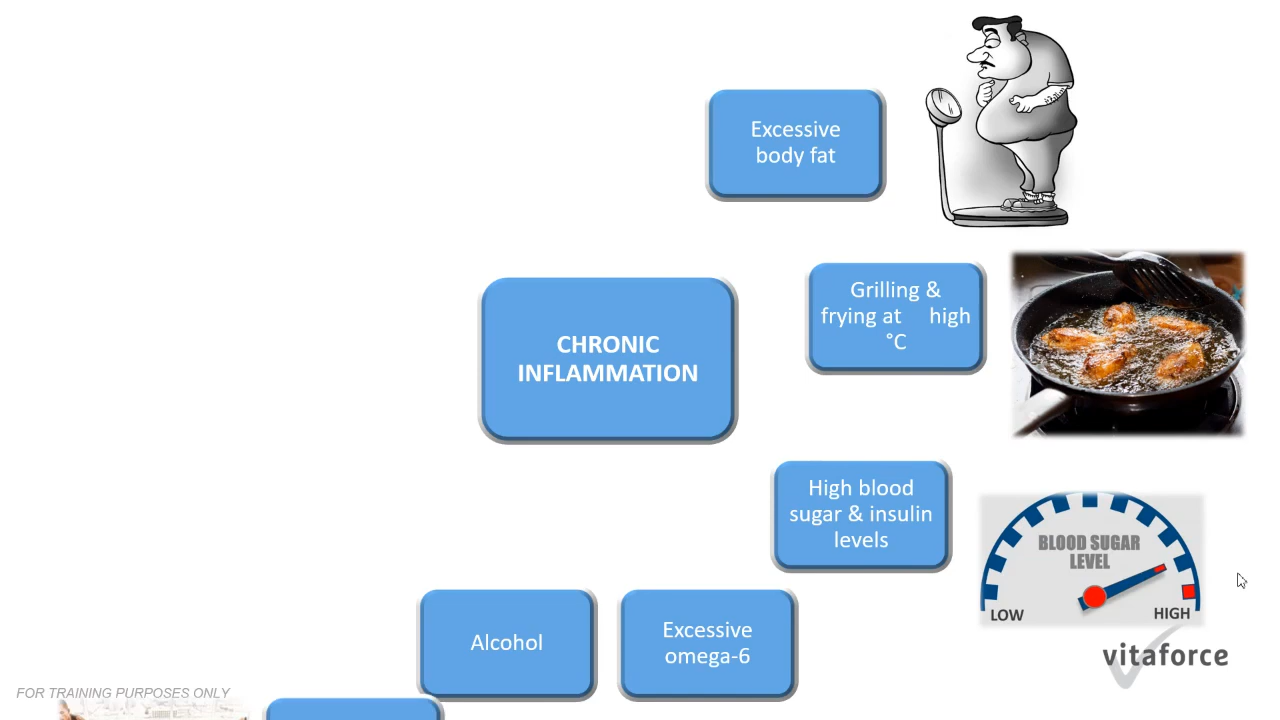 Excessive
body fat
Grilling &
frying at    high
°C
CHRONIC
INFLAMMATION
High blood
sugar & insulin
levels
BLOOD SUGAR
LEVEL
LOW
HIGH
Alcohol
Excessive
omega-6
vitaforce
FOR TRAINING PURPOSES ONLY